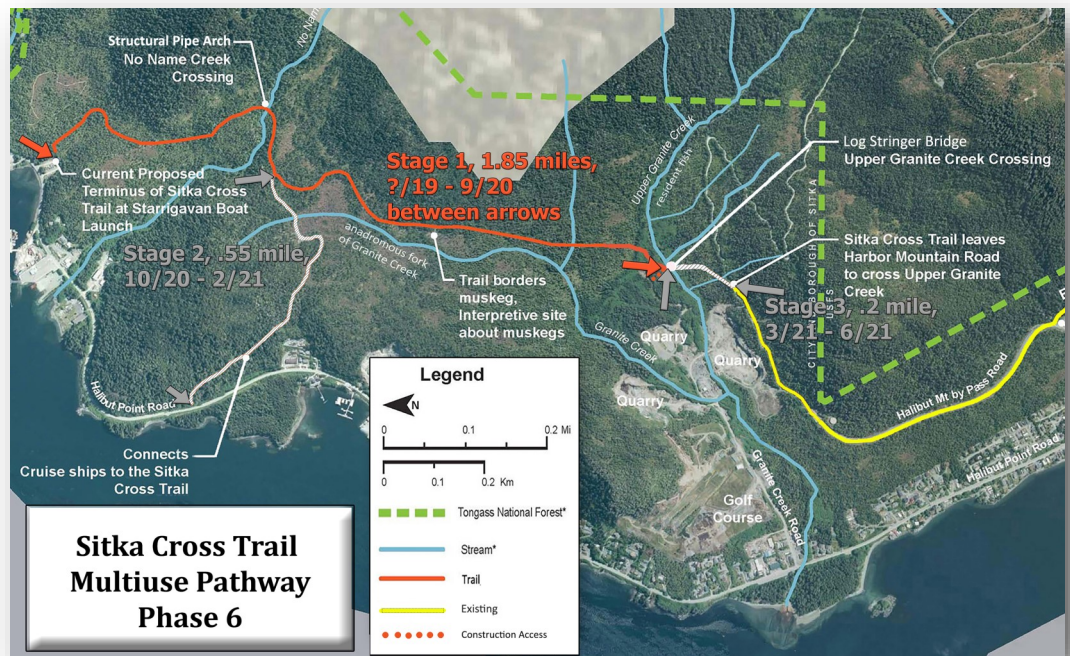 No Nam
Structural Pipe Arch
No Name Creek
Crossing
Current Proposed
Terminus of Sitka Cross
Trail at Starrigavan Boat
Launch
Stage 1, 1.85 miles,
?/19 - 9/20
between arrows
Upper Granite Creek
resident fish
Log Stringer Bridge
Upper Granite Creek Crossing
CITY
BOROUGH OF SITKA
USFS
Sitka Cross Trail leaves
Harbor Mountain Road
to cross Upper Granite
Creek
Stage 2, .55 mile,
10/20 - 2/21
anadromous fork
of Granite Creek
Trail borders
muskeg,
Interpretive site
about muskegs
Stage 3, .2 mile,
3/21 - 6/21
Granite Creek
Quarry
Quarry
Quarry
Halibut Point Road
Halibut Mt by Pass Road
Halibut Point Road
Granite Creek Road
Golf
Course
Connects
Cruise ships to the Sitka
Cross Trail
Legend
N
0 0.1 0.2 Mi
0 0.1 0.2 Km
Tongass National Forest*
Stream*
Trail
Existing
Construction Access
Sitka Cross Trail
Multiuse Pathway
Phase 6